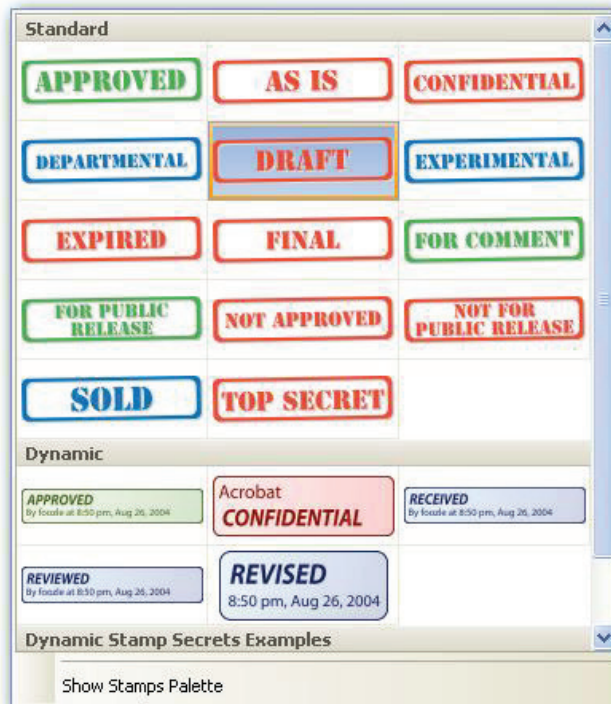 Standard
APPROVED
AS IS
CONFIDENTIAL
DEPARTMENTAL
DRAFT
EXPERIMENTAL
EXPIRED
FINAL
FOR COMMENT
FOR PUBLIC
RELEASE
NOT APPROVED
NOT FOR
PUBLIC RELEASE
SOLD
TOP SECRET
Dynamic
APPROVED
By foozle at 8:50 pm, Aug 26, 2004
Acrobat
CONFIDENTIAL
RECEIVED
By foozle at 8:50 pm, Aug 26, 2004
REVIEWED
By foozle at 8:50 pm, Aug 26, 2004
REVISED
8:50 pm, Aug 26, 2004
Dynamic Stamp Secrets Examples
Show Stamps Palette